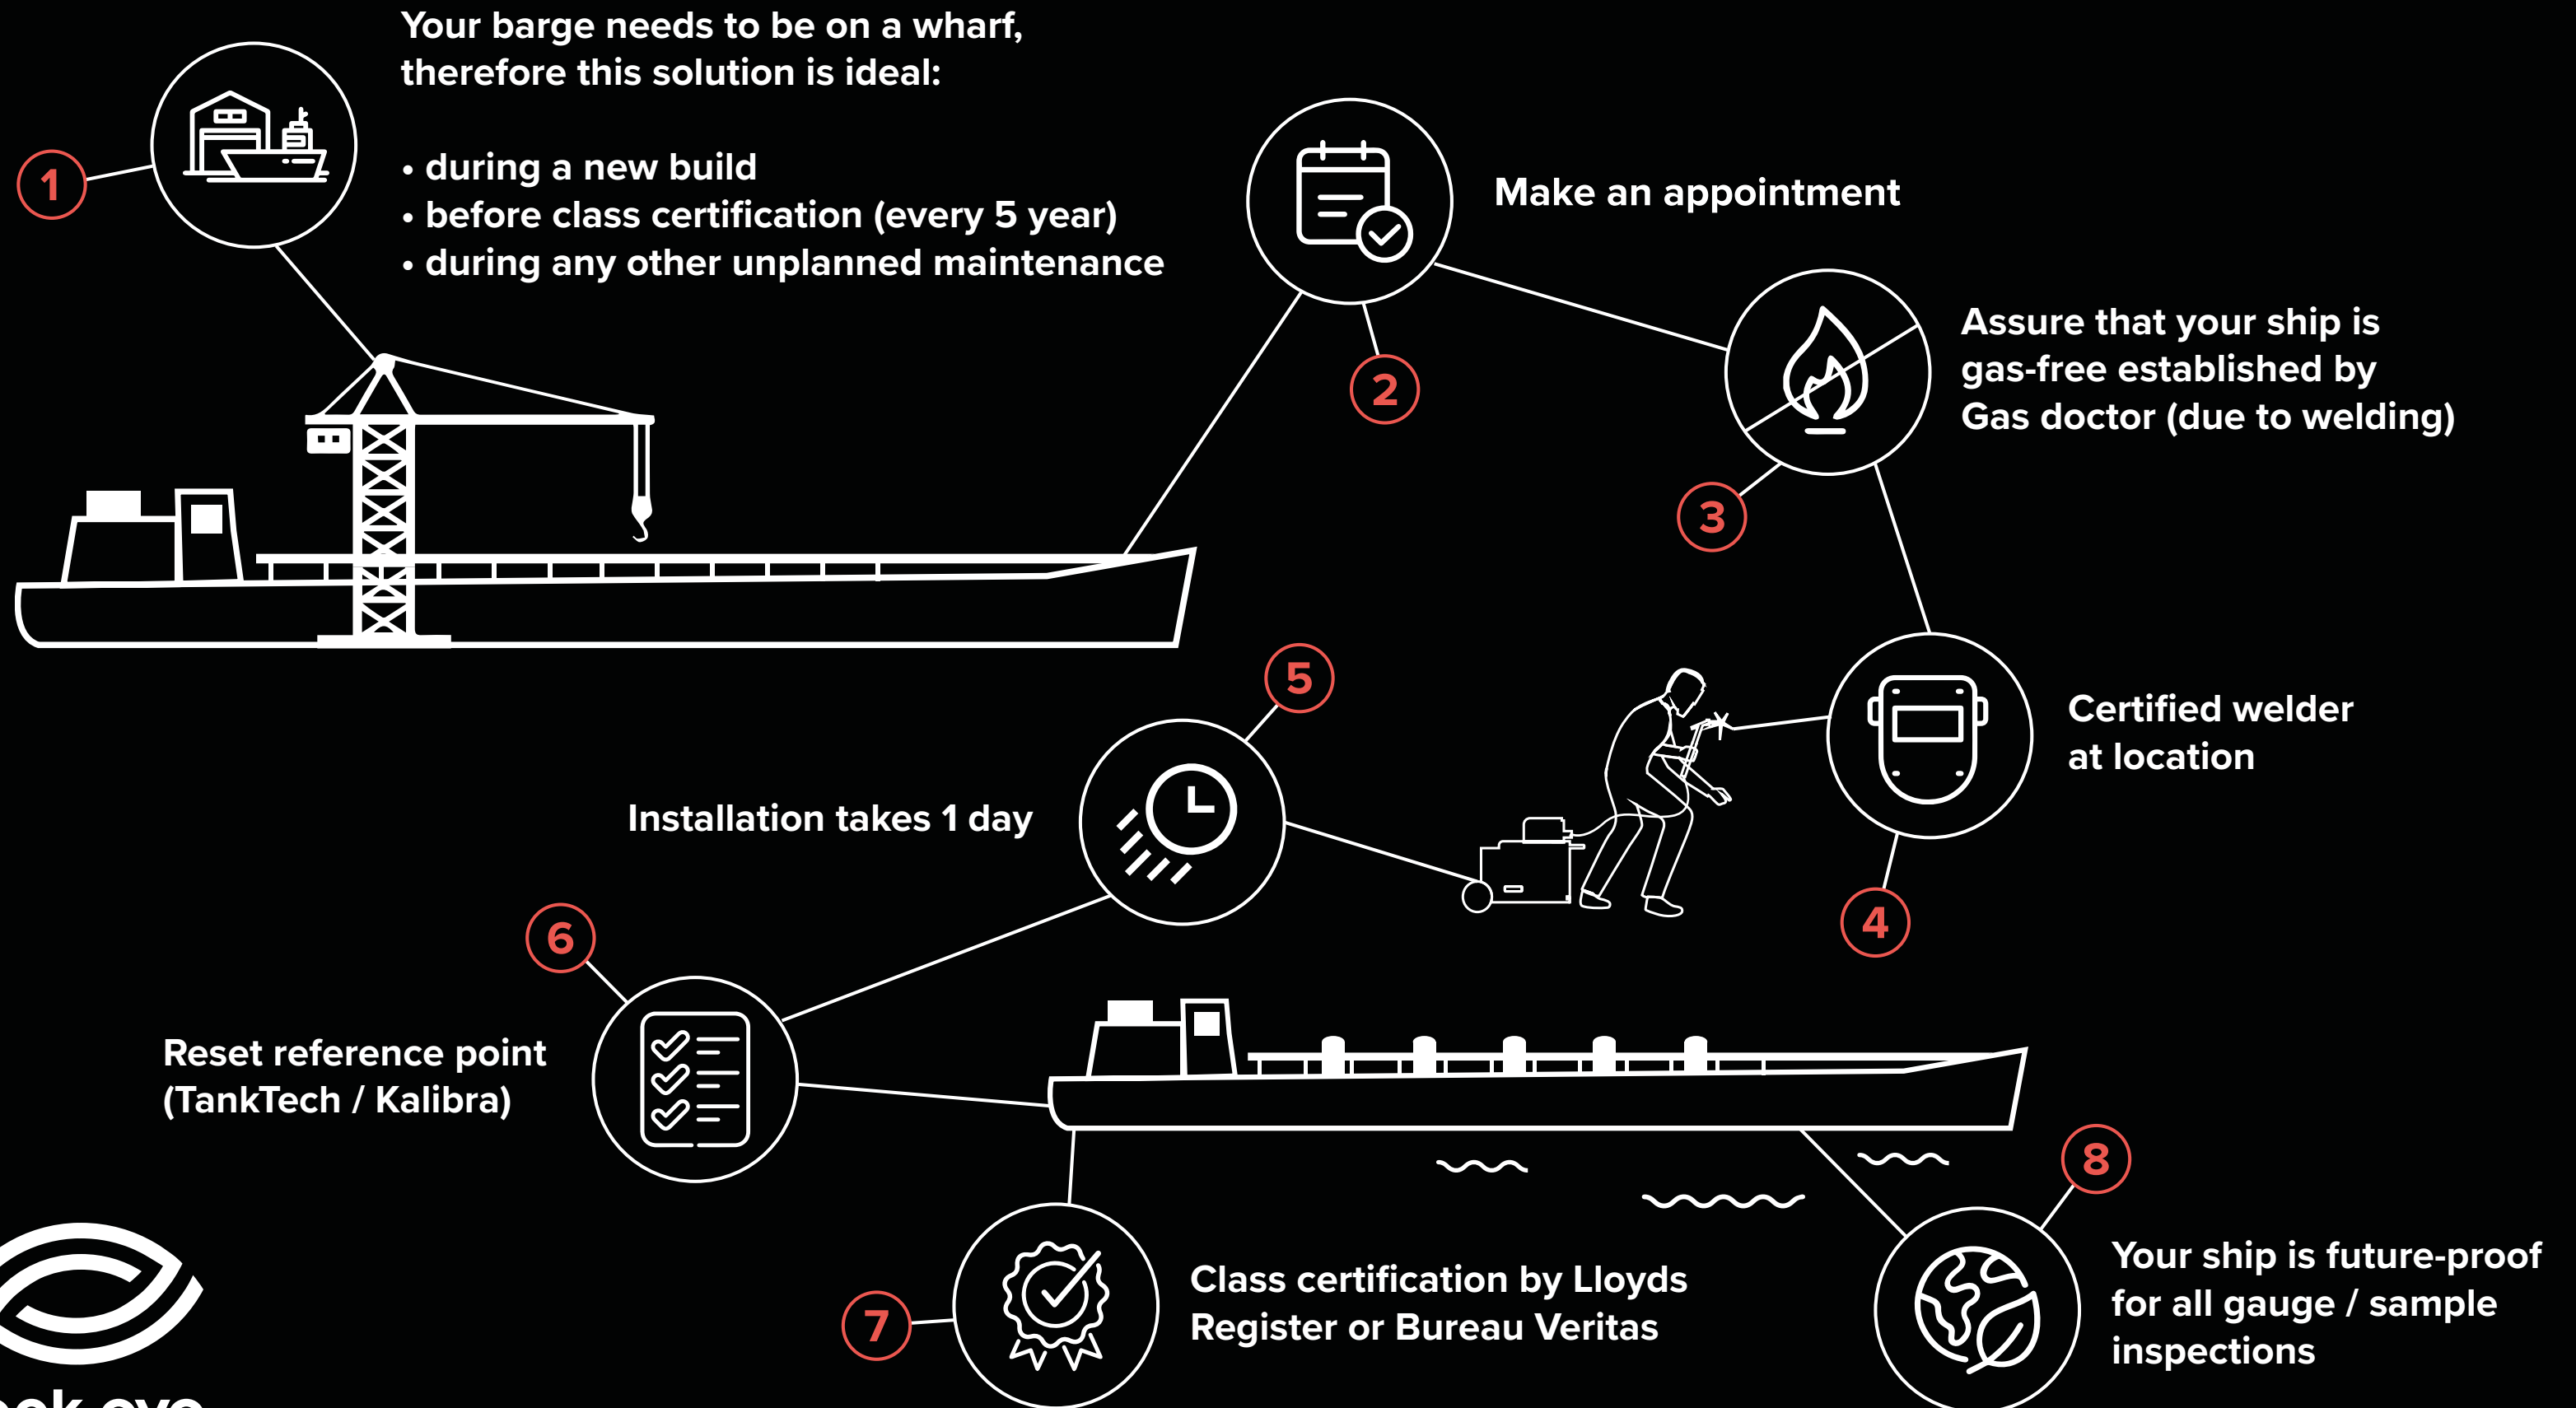 1
Your barge needs to be on a wharf,
therefore this solution is ideal:
• during a new build
• before class certification (every 5 year)
• during any other unplanned maintenance
2
Make an appointment
3
Assure that your ship is
gas-free established by
Gas doctor (due to welding)
4
Certified welder
at location
5
Installation takes 1 day
6
Reset reference point
(TankTech / Kalibra)
7
Class certification by Lloyds
Register or Bureau Veritas
8
Your ship is future-proof
for all gauge / sample
inspections